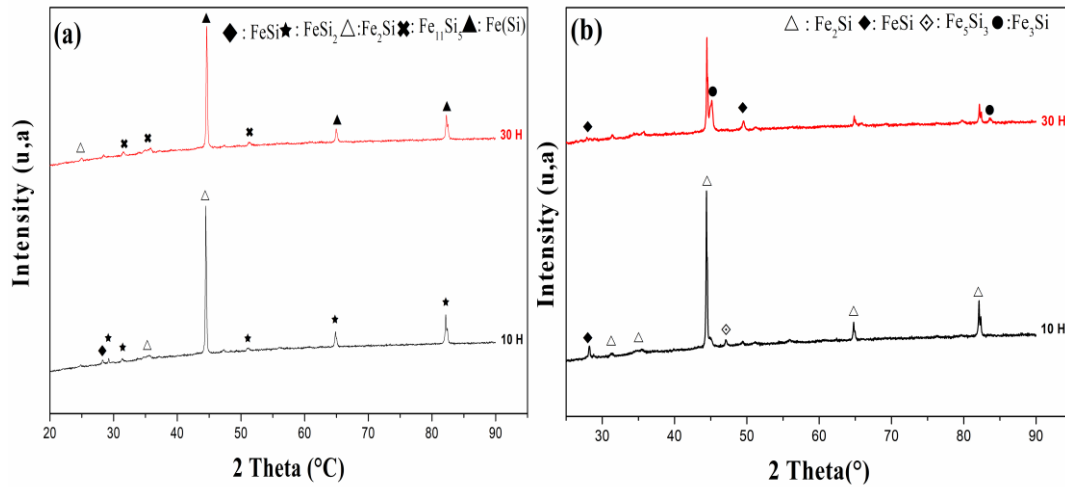 (a)
◆ : FeSi ★ : FeSi₂ △ : Fe₂Si ✖ : Fe₁₁Si₅ ▲ : Fe(Si)
30 H
10 H
Intensity (u,a)
20 30 40 50 60 70 80 90
2 Theta (°C)
(b)
△ : Fe₂Si ◆ : FeSi ◈ : Fe₅Si₃ ● : Fe₃Si
30 H
10 H
Intensity (u,a)
30 40 50 60 70 80 90
2 Theta(°)